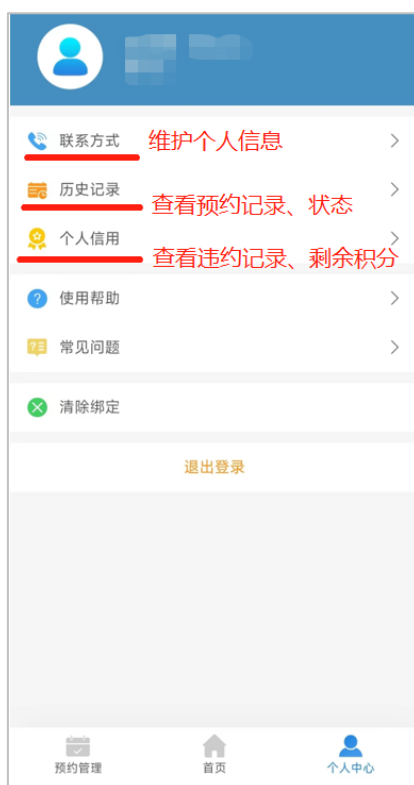 联系方式 维护个人信息
历史记录
查看预约记录、状态
个人信用
查看违约记录、剩余积分
使用帮助
常见问题
清除绑定
退出登录
预约管理 首页 个人中心